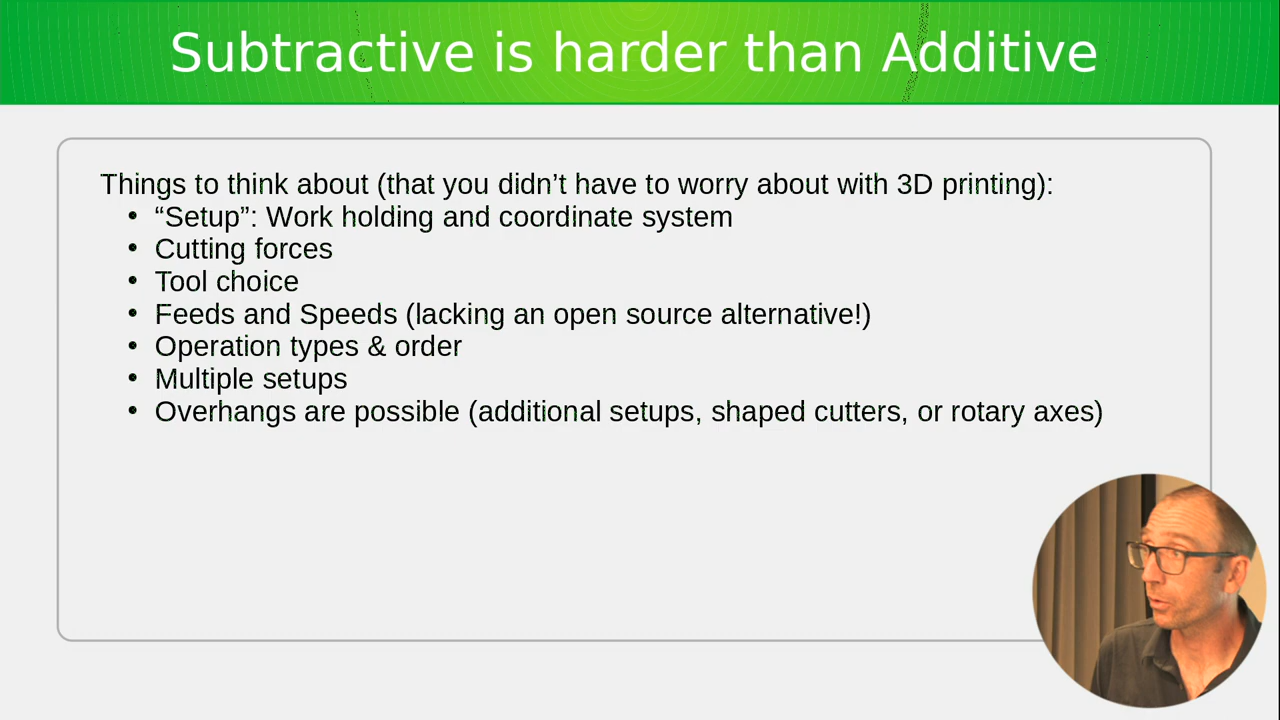 Subtractive is harder than Additive
Things to think about (that you didn’t have to worry about with 3D printing):
• “Setup”: Work holding and coordinate system
• Cutting forces
• Tool choice
• Feeds and Speeds (lacking an open source alternative!)
• Operation types & order
• Multiple setups
• Overhangs are possible (additional setups, shaped cutters, or rotary axes)